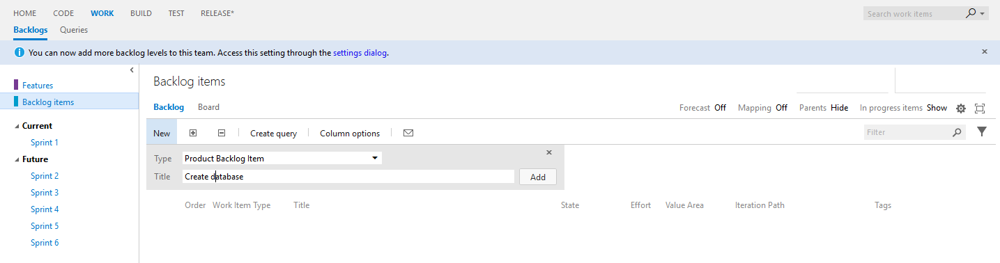 HOME CODE WORK BUILD TEST RELEASE*
Search work items
Backlogs Queries
You can now add more backlog levels to this team. Access this setting through the settings dialog.
Features
Backlog items
Current
Sprint 1
Future
Sprint 2
Sprint 3
Sprint 4
Sprint 5
Sprint 6
Backlog items
Backlog Board
Forecast Off Mapping Off Parents Hide In progress items Show
New Create query Column options
Filter
Type Product Backlog Item
Title Create database Add
Order Work Item Type Title State Effort Value Area Iteration Path Tags